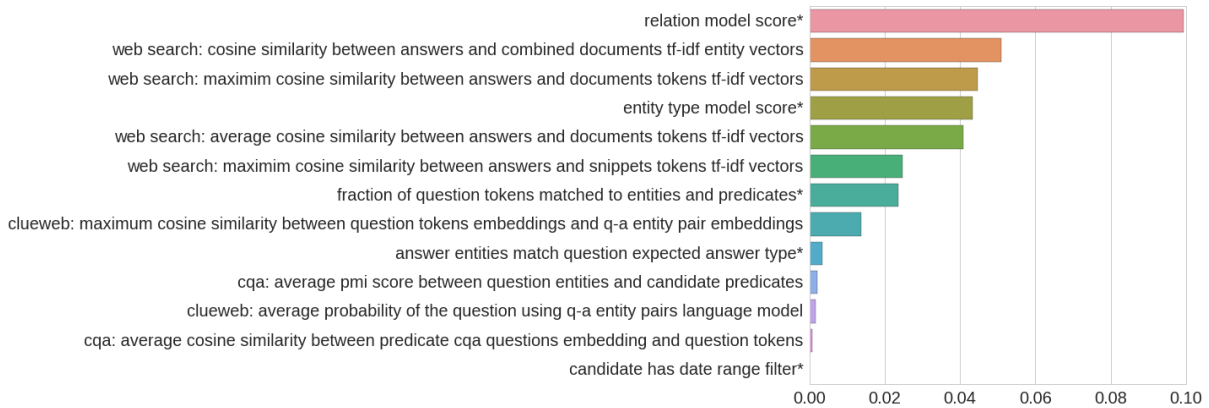 relation model score*
web search: cosine similarity between answers and combined documents tf-idf entity vectors
web search: maximim cosine similarity between answers and documents tokens tf-idf vectors
entity type model score*
web search: average cosine similarity between answers and documents tokens tf-idf vectors
web search: maximim cosine similarity between answers and snippets tokens tf-idf vectors
fraction of question tokens matched to entities and predicates*
clueweb: maximum cosine similarity between question tokens embeddings and q-a entity pair embeddings
answer entities match question expected answer type*
cqa: average pmi score between question entities and candidate predicates
clueweb: average probability of the question using q-a entity pairs language model
cqa: average cosine similarity between predicate cqa questions embedding and question tokens
candidate has date range filter*
0.00 0.02 0.04 0.06 0.08 0.10